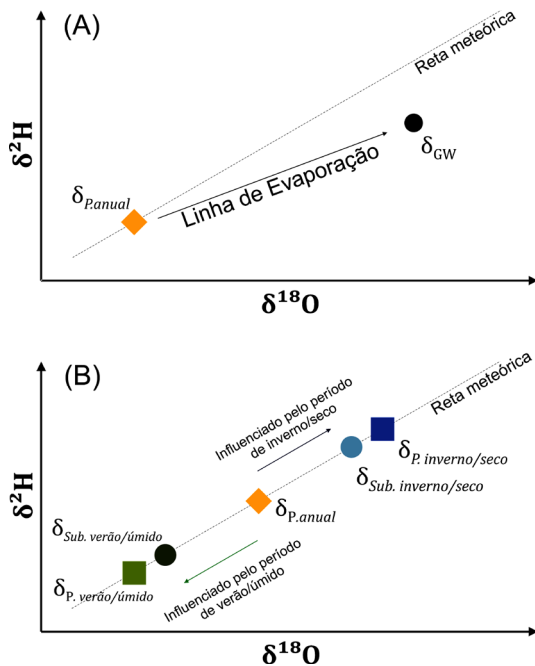 (A)
Reta meteórica
δ²H
δGW
δP.anual
Linha de Evaporação
δ¹⁸O
(B)
Reta meteórica
Influenciado pelo período
de inverno/seco
δP. inverno/seco
δSub. inverno/seco
δ²H
δP.anual
δSub. verão/úmido
δP. verão/úmido
Influenciado pelo período
de verão/úmido
δ¹⁸O